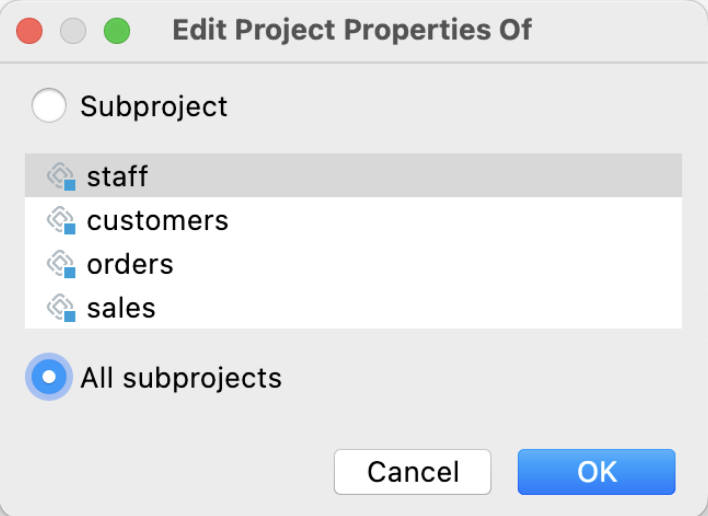 Edit Project Properties Of
Subproject
staff
customers
orders
sales
All subprojects
Cancel OK